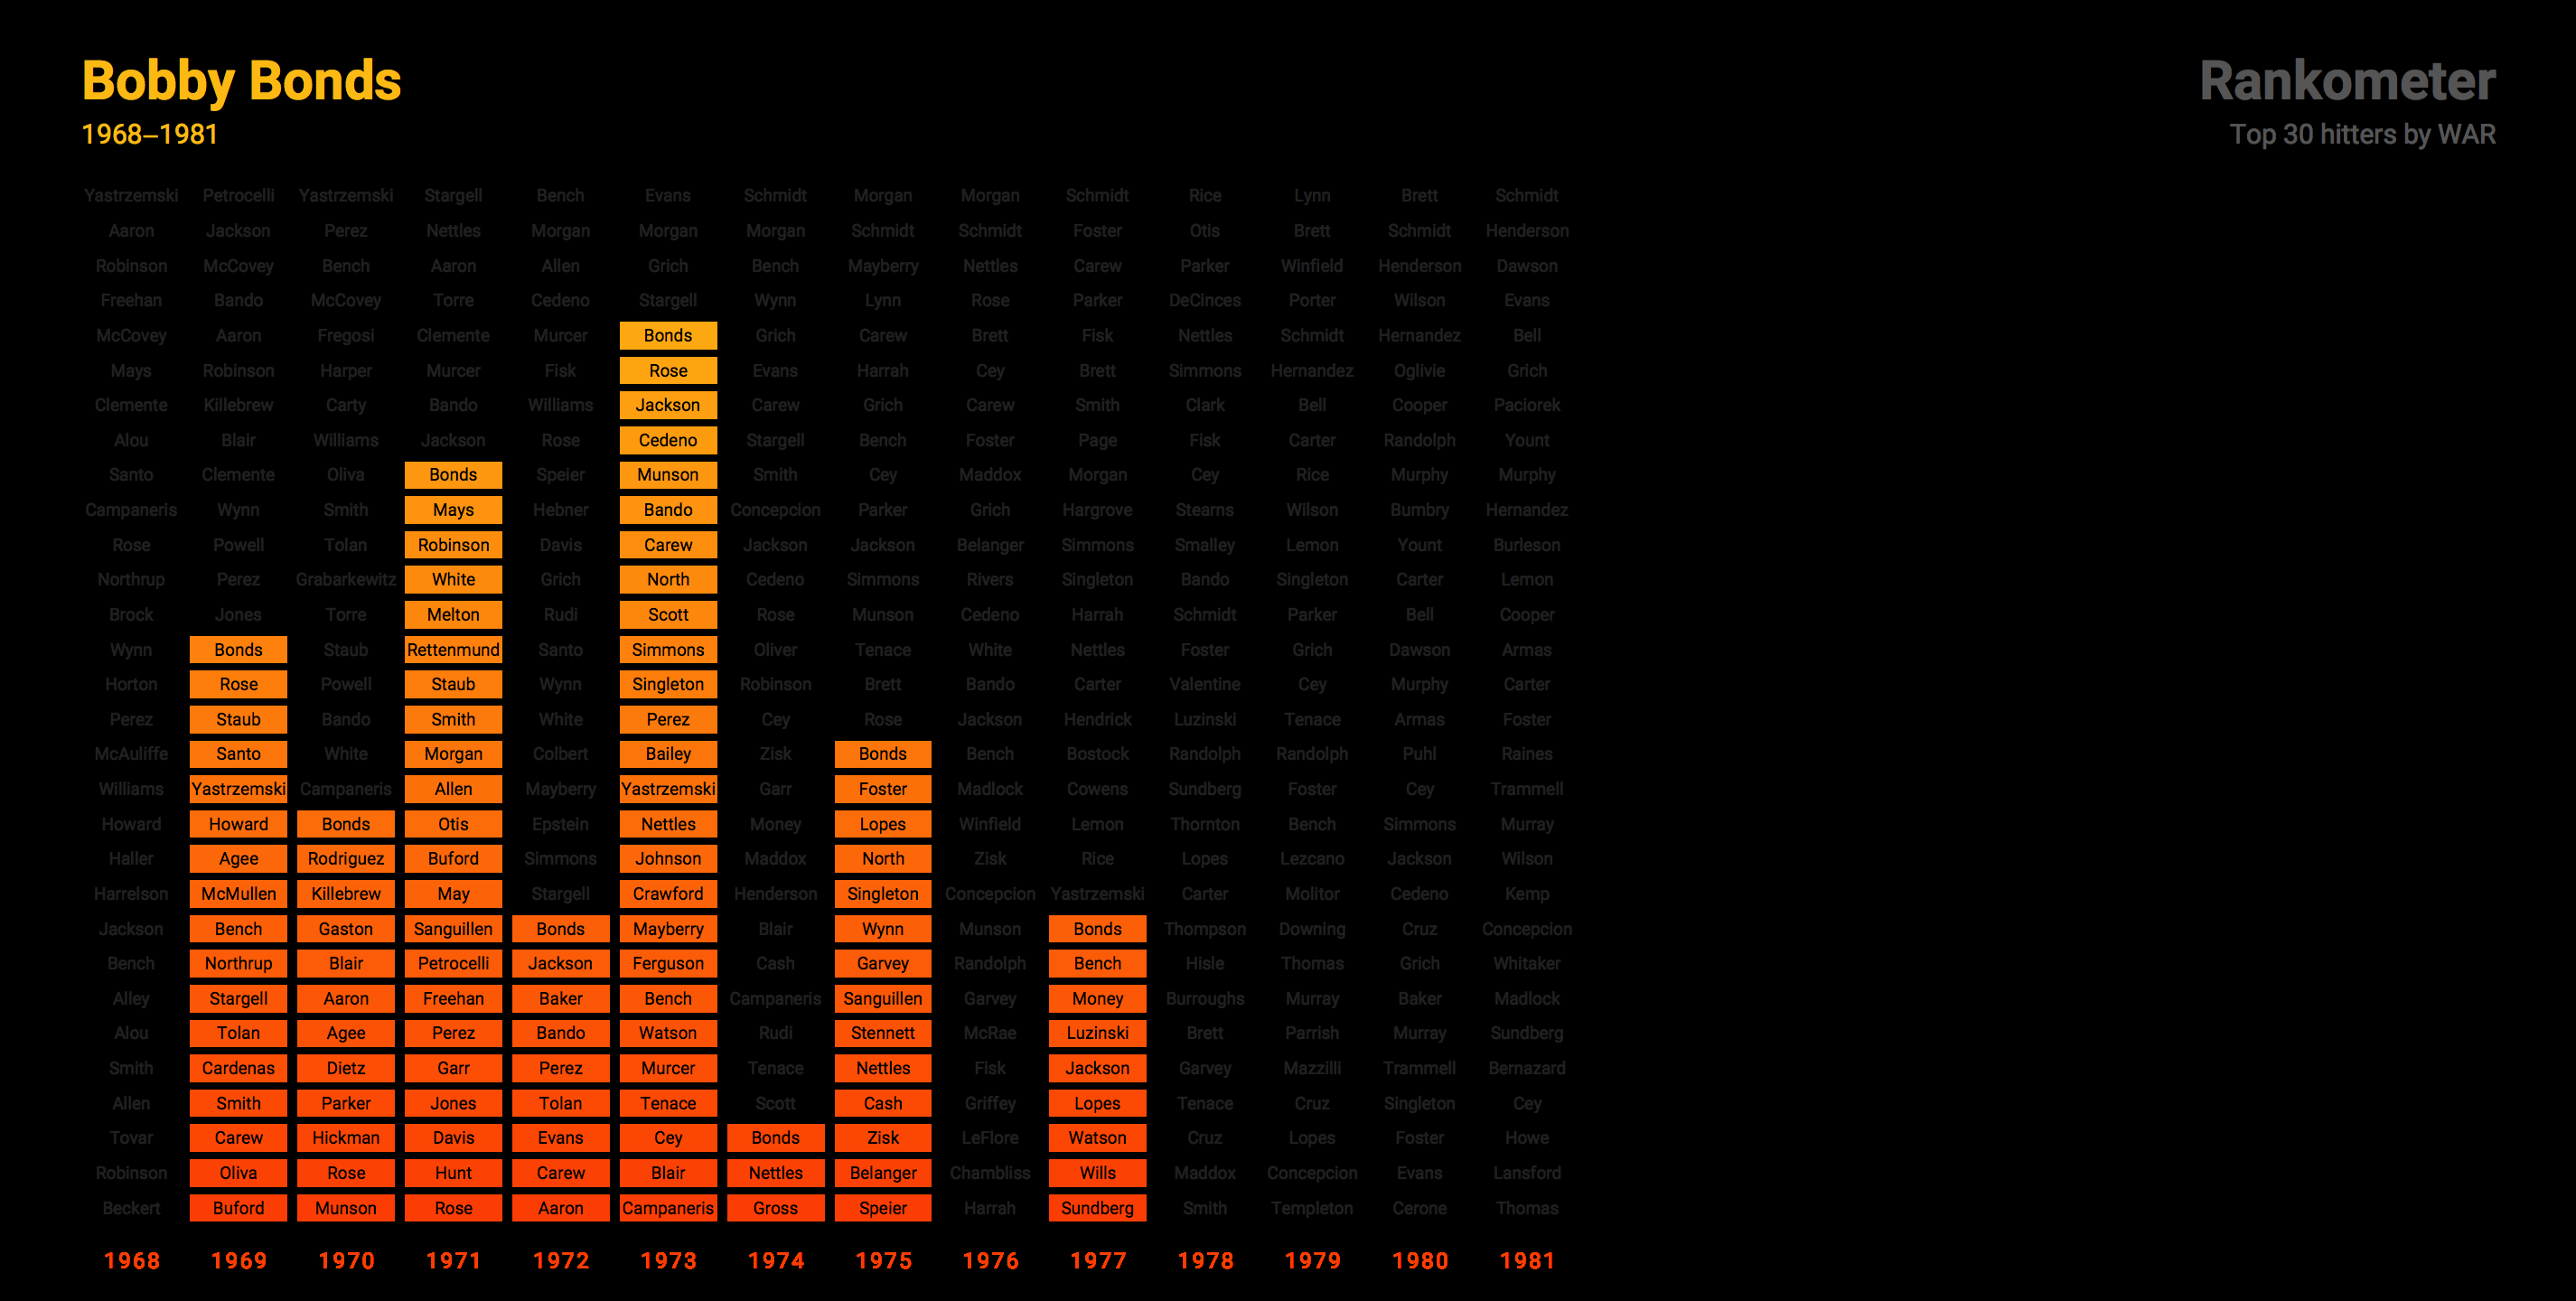 Bobby Bonds
1968–1981
Rankometer
Top 30 hitters by WAR
Yastrzemski Petrocelli Yastrzemski Stargell Bench Evans Schmidt Morgan Morgan Schmidt Rice Lynn Brett Schmidt
Aaron Jackson Perez Nettles Morgan Morgan Morgan Schmidt Schmidt Foster Otis Brett Schmidt Henderson
Robinson McCovey Bench Aaron Allen Grich Bench Mayberry Nettles Carew Parker Winfield Henderson Dawson
Freehan Bando McCovey Torre Cedeno Stargell Wynn Lynn Rose Parker DeCinces Porter Wilson Evans
McCovey Aaron Fregosi Clemente Murcer Bonds Grich Carew Brett Fisk Nettles Schmidt Hernandez Bell
Mays Robinson Harper Murcer Fisk Rose Evans Harrah Cey Brett Simmons Hernandez Oglivie Grich
Clemente Killebrew Carty Bando Williams Jackson Carew Grich Carew Smith Clark Bell Cooper Paciorek
Alou Blair Williams Jackson Rose Cedeno Stargell Bench Foster Page Fisk Carter Randolph Yount
Santo Clemente Oliva Bonds Speier Munson Smith Cey Maddox Morgan Cey Rice Murphy Murphy
Campaneris Wynn Smith Mays Hebner Bando Concepcion Parker Grich Hargrove Stearns Wilson Bumbry Hernandez
Rose Powell Tolan Robinson Davis Carew Jackson Jackson Belanger Simmons Smalley Lemon Yount Burleson
Northrup Perez Grabarkewitz White Grich North Cedeno Simmons Rivers Singleton Bando Singleton Carter Lemon
Brock Jones Torre Melton Rudi Scott Rose Munson Cedeno Harrah Schmidt Parker Bell Cooper
Wynn Bonds Staub Rettenmund Santo Simmons Oliver Tenace White Nettles Foster Grich Dawson Armas
Horton Rose Powell Staub Wynn Singleton Robinson Brett Bando Carter Valentine Cey Murphy Carter
Perez Staub Bando Smith White Perez Cey Rose Jackson Hendrick Luzinski Tenace Armas Foster
McAuliffe Santo White Morgan Colbert Bailey Zisk Bonds Bench Bostock Randolph Randolph Puhl Raines
Williams Yastrzemski Campaneris Allen Mayberry Yastrzemski Garr Foster Madlock Cowens Sundberg Foster Cey Trammell
Howard Howard Bonds Otis Epstein Nettles Money Lopes Winfield Lemon Thornton Bench Simmons Murray
Haller Agee Rodriguez Buford Simmons Johnson Maddox North Zisk Rice Lopes Lezcano Jackson Wilson
Harrelson McMullen Killebrew May Stargell Crawford Henderson Singleton Concepcion Yastrzemski Carter Molitor Cedeno Kemp
Jackson Bench Gaston Sanguillen Bonds Mayberry Blair Wynn Munson Bonds Thompson Downing Cruz Concepcion
Bench Northrup Blair Petrocelli Jackson Ferguson Cash Garvey Randolph Bench Hisle Thomas Grich Whitaker
Alley Stargell Aaron Freehan Baker Bench Campaneris Sanguillen Garvey Money Burroughs Murray Baker Madlock
Alou Tolan Agee Perez Bando Watson Rudi Stennett McRae Luzinski Brett Parrish Murray Sundberg
Smith Cardenas Dietz Garr Perez Murcer Tenace Nettles Fisk Jackson Garvey Mazzilli Trammell Bernazard
Allen Smith Parker Jones Tolan Tenace Scott Cash Griffey Lopes Tenace Cruz Singleton Cey
Tovar Carew Hickman Davis Evans Cey Bonds Zisk LeFlore Watson Cruz Lopes Foster Howe
Robinson Oliva Rose Hunt Carew Blair Nettles Belanger Chambliss Wills Maddox Concepcion Evans Lansford
Beckert Buford Munson Rose Aaron Campaneris Gross Speier Harrah Sundberg Smith Templeton Cerone Thomas
1968 1969 1970 1971 1972 1973 1974 1975 1976 1977 1978 1979 1980 1981